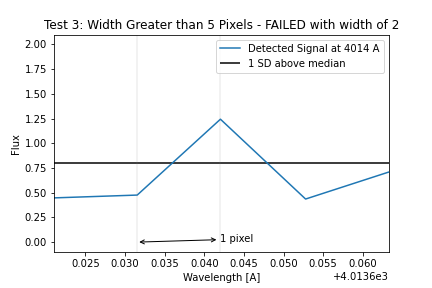 Test 3: Width Greater than 5 Pixels - FAILED with width of 2
Detected Signal at 4014 A
1 SD above median
2.00
1.75
1.50
1.25
1.00
0.75
0.50
0.25
0.00
Flux
1 pixel
0.025 0.030 0.035 0.040 0.045 0.050 0.055 0.060
Wavelength [A]
+4.0136e3